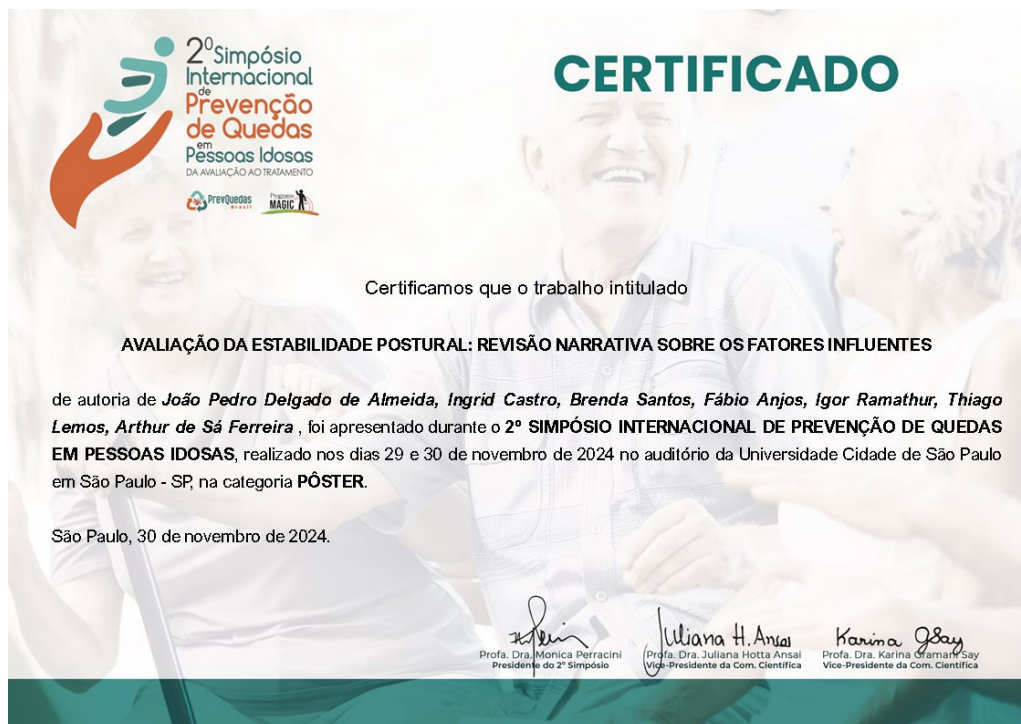 2º Simpósio
Internacional
de
Prevenção
de Quedas
em
Pessoas Idosas
DA AVALIAÇÃO AO TRATAMENTO
PrevQuedas
Brasil
Programa
MAGIC
CERTIFICADO
Certificamos que o trabalho intitulado
AVALIAÇÃO DA ESTABILIDADE POSTURAL: REVISÃO NARRATIVA SOBRE OS FATORES INFLUENTES
de autoria de João Pedro Delgado de Almeida, Ingrid Castro, Brenda Santos, Fábio Anjos, Igor Ramathur, Thiago
Lemos, Arthur de Sá Ferreira , foi apresentado durante o 2º SIMPÓSIO INTERNACIONAL DE PREVENÇÃO DE QUEDAS
EM PESSOAS IDOSAS, realizado nos dias 29 e 30 de novembro de 2024 no auditório da Universidade Cidade de São Paulo
em São Paulo - SP, na categoria PÔSTER.
São Paulo, 30 de novembro de 2024.
Juliana H. Ansai
Karina GSay
Profa. Dra. Monica Perracini
Presidente do 2º Simpósio
Profa. Dra. Juliana Hotta Ansai
Vice-Presidente da Com. Científica
Profa. Dra. Karina Gramani Say
Vice-Presidente da Com. Científica